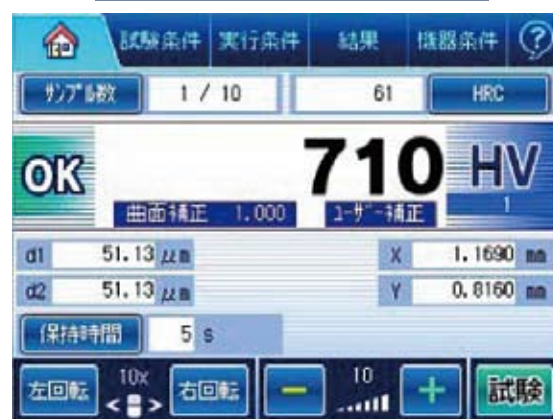 試験条件 実行条件 結果 機器条件 ?
サンプル数 1 / 10 61 HRC
OK 710 HV
曲面補正 1.000 ユーザー補正 1
d1 51.13 μm X 1.1690 mm
d2 51.13 μm Y 0.8160 mm
保持時間 5 s
左回転 10x < > 右回転 − 10 + 試験